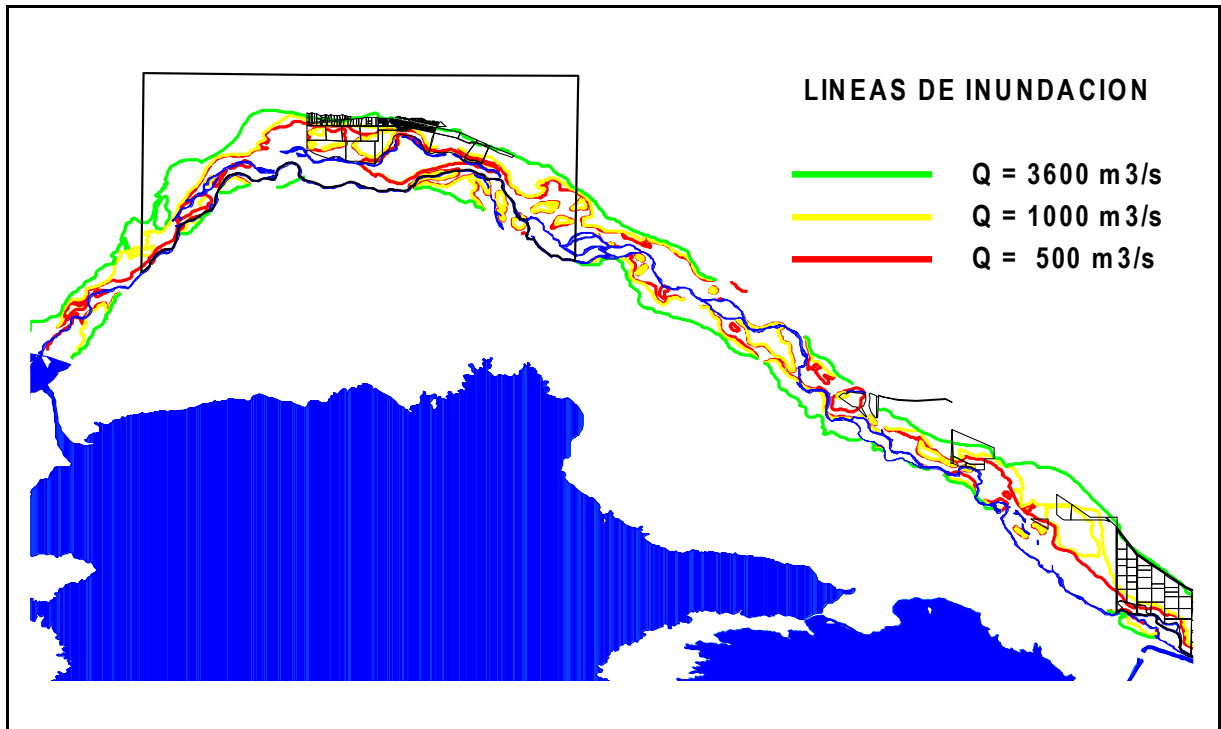 LINEAS DE INUNDACION
Q = 3600 m3/s
Q = 1000 m3/s
Q = 500 m3/s